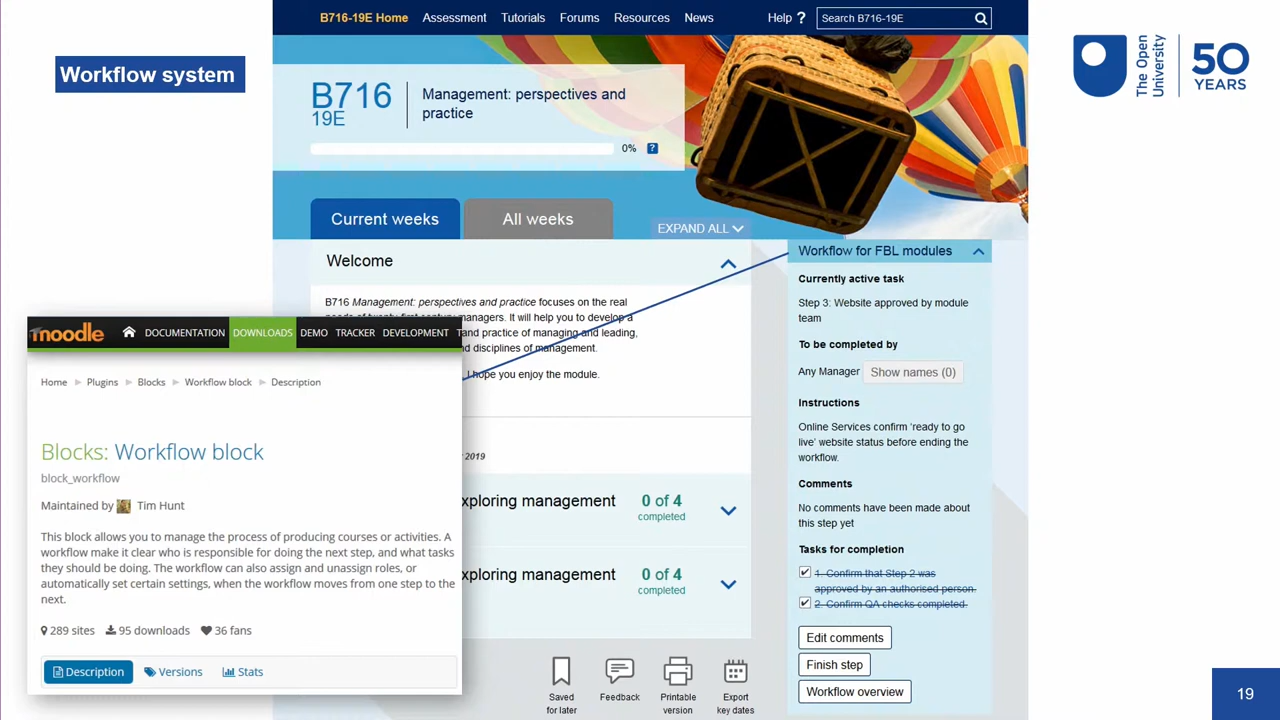 Workflow system
B716-19E Home Assessment Tutorials Forums Resources News Help ? Search B716-19E
The Open University
50 YEARS
B716
19E
Management: perspectives and
practice
0% ?
Current weeks All weeks
EXPAND ALL
Welcome
B716 Management: perspectives and practice focuses on the real
managers. It will help you to develop
and practice of managing and leading,
and disciplines of management.
I hope you enjoy the module.
2019
xploring management 0 of 4
completed
xploring management 0 of 4
completed
Saved for later
Feedback
Printable version
Export key dates
Workflow for FBL modules
Currently active task
Step 3: Website approved by module
team
To be completed by
Any Manager Show names (0)
Instructions
Online Services confirm 'ready to go
live' website status before ending the
workflow.
Comments
No comments have been made about
this step yet
Tasks for completion
1. Confirm that Step 2 was
approved by an authorised person.
2. Confirm QA checks completed.
Edit comments
Finish step
Workflow overview
moodle DOCUMENTATION DOWNLOADS DEMO TRACKER DEVELOPMENT
Home Plugins Blocks Workflow block Description
Blocks: Workflow block
block_workflow
Maintained by Tim Hunt
This block allows you to manage the process of producing courses or activities. A
workflow make it clear who is responsible for doing the next step, and what tasks
they should be doing. The workflow can also assign and unassign roles, or
automatically set certain settings, when the workflow moves from one step to the
next.
289 sites 95 downloads 36 fans
Description Versions Stats
19